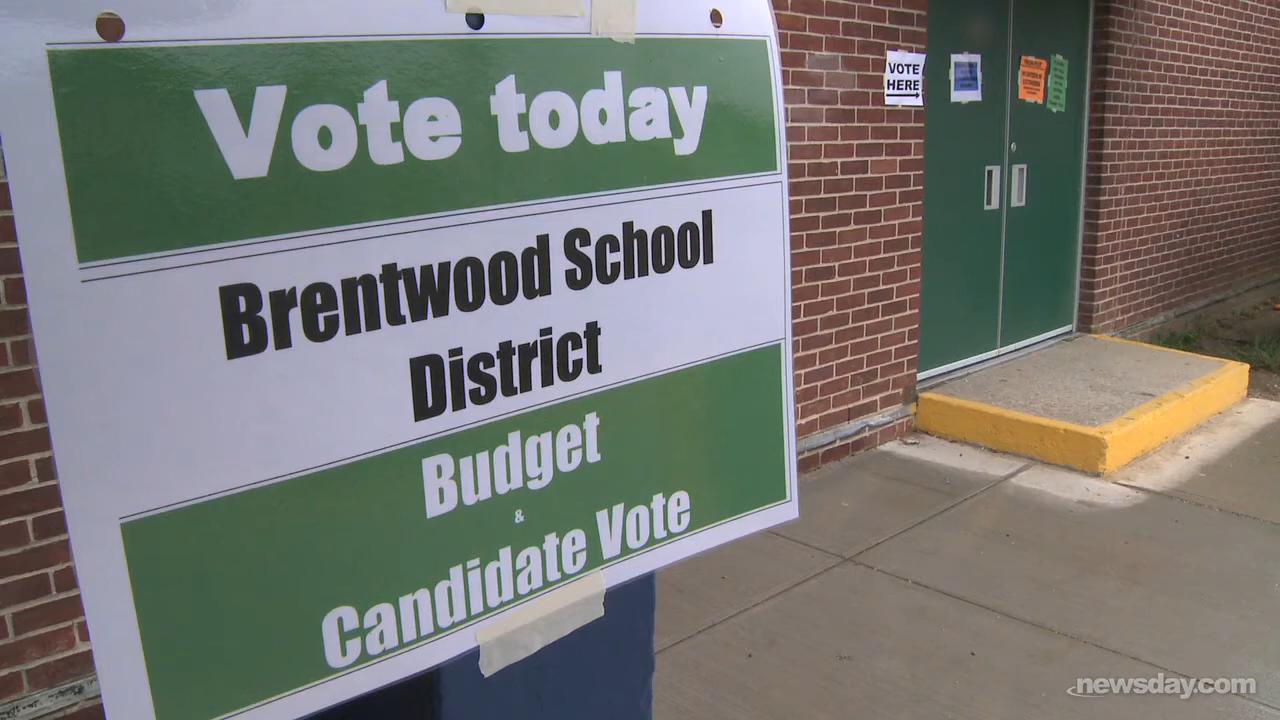 Vote today
Brentwood School
District
Budget
&
Candidate Vote
VOTE
HERE
newsday.com